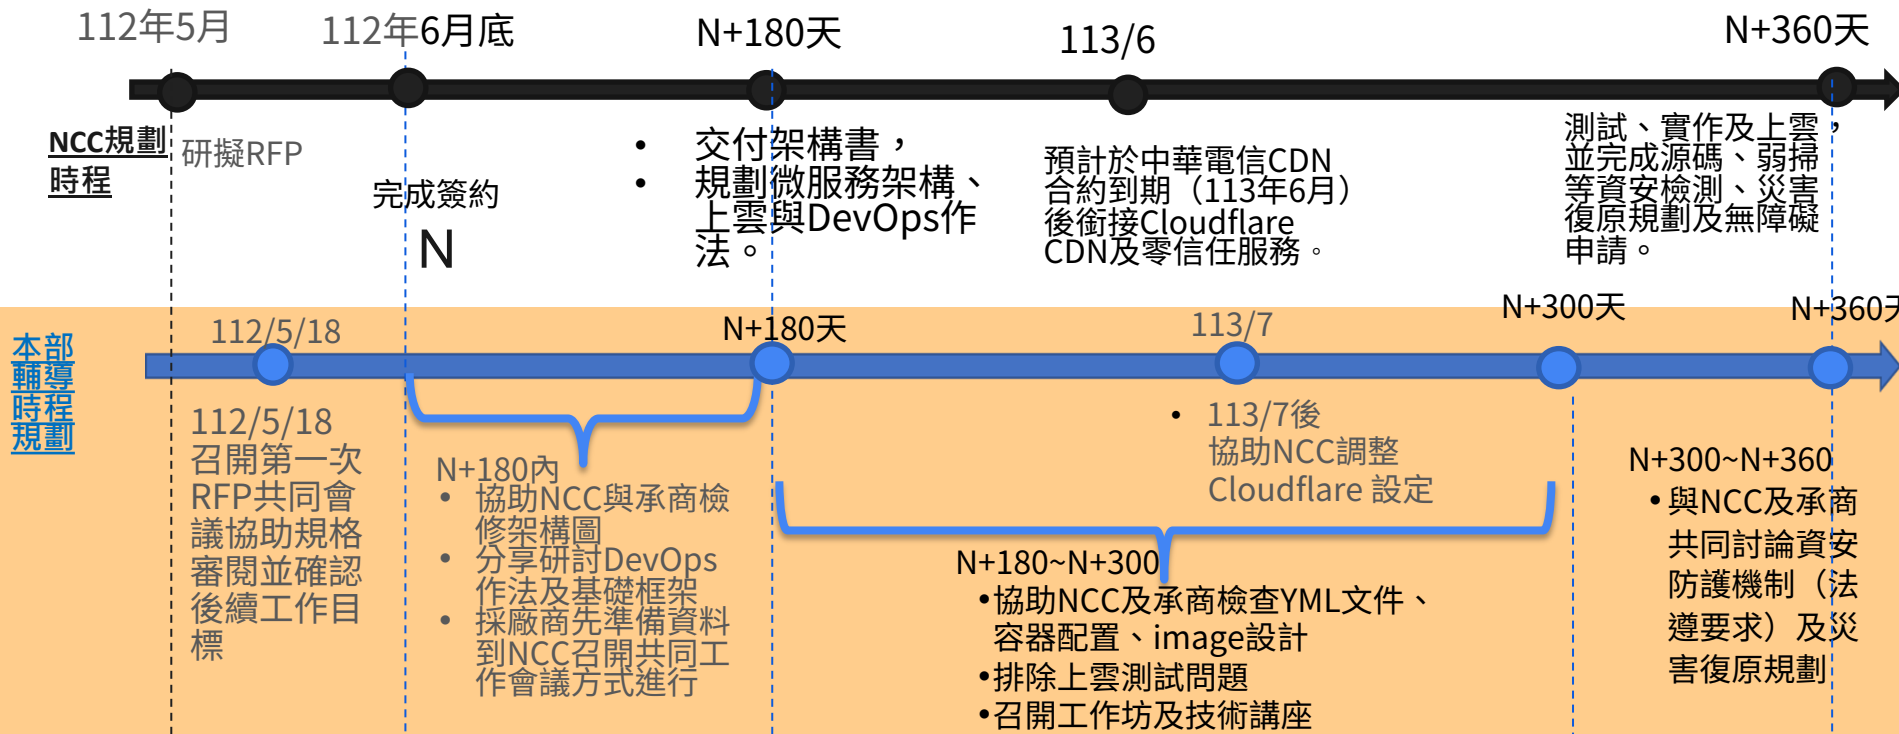 112年5月
112年6月底
N+180天
113/6
N+360天
NCC規劃
時程
研擬RFP
完成簽約
N
• 交付架構書，
• 規劃微服務架構、
上雲與DevOps作
法。
預計於中華電信CDN
合約到期（113年6月）
後銜接Cloudflare
CDN及零信任服務。
測試、實作及上雲，
並完成源碼、弱掃
等資安檢測、災害
復原規劃及無障礙
申請。
本部
輔導
時程
規劃
112/5/18
N+180天
113/7
N+300天
N+360天
112/5/18
召開第一次
RFP共同會
議協助規格
審閱並確認
後續工作目
標
N+180內
• 協助NCC與承商檢
修架構圖
• 分享研討DevOps
作法及基礎框架
• 採廠商先準備資料
到NCC召開共同工
作會議方式進行
• 113/7後
協助NCC調整
Cloudflare 設定
N+180~N+300
•協助NCC及承商檢查YML文件、
容器配置、image設計
•排除上雲測試問題
•召開工作坊及技術講座
N+300~N+360
•與NCC及承商
共同討論資安
防護機制（法
遵要求）及災
害復原規劃